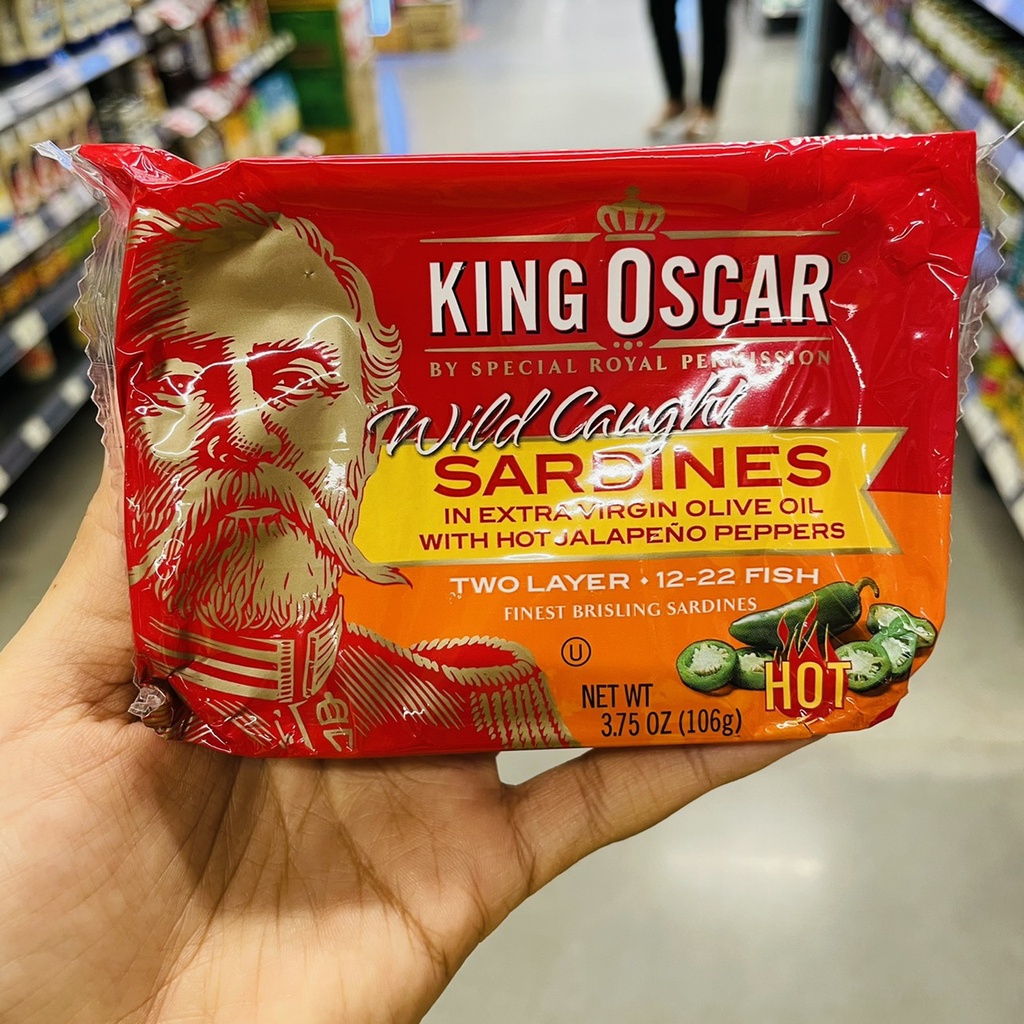 KING OSCAR®
BY SPECIAL ROYAL PERMISSION
Wild Caught
SARDINES
IN EXTRA VIRGIN OLIVE OIL
WITH HOT JALAPEÑO PEPPERS
TWO LAYER • 12-22 FISH
FINEST BRISLING SARDINES
U
HOT
NET WT
3.75 OZ (106g)